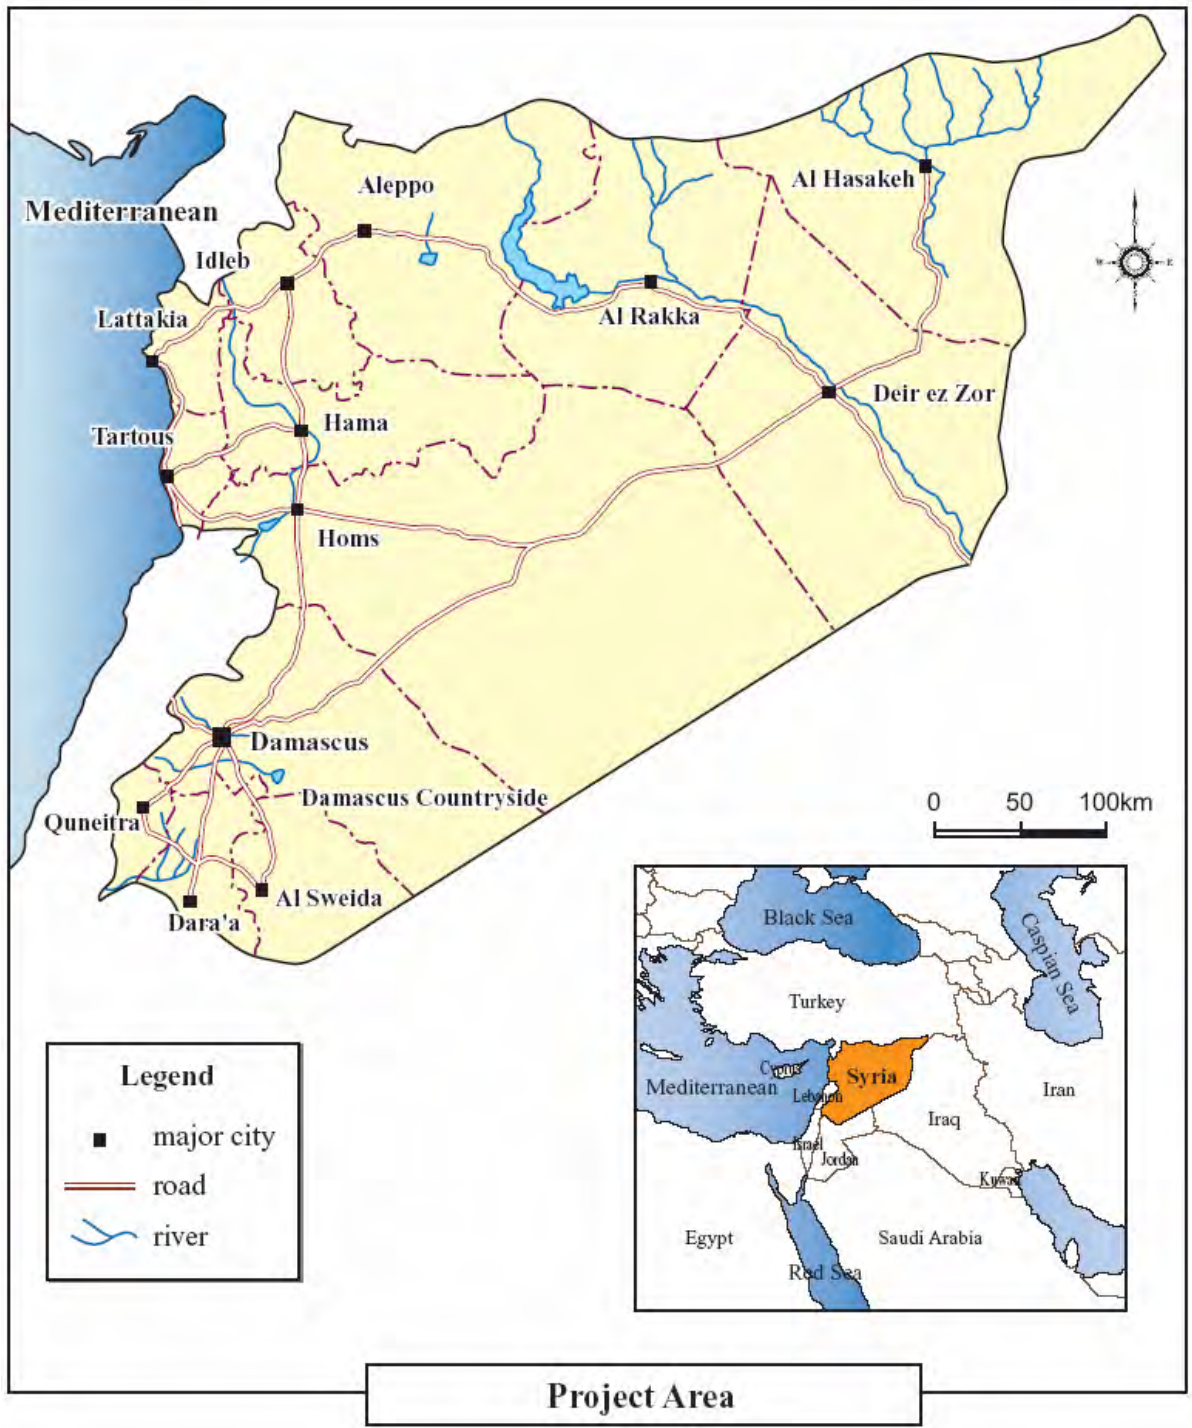 Aleppo
Al Hasakeh
Mediterranean
Idleb
N
W
E
S
Lattakia
Al Rakka
Deir ez Zor
Hama
Tartous
Homs
Damascus
Damascus Countryside
Quneitra
0 50 100km
Al Sweida
Dara'a
Black Sea
Caspian Sea
Turkey
Cyprus
Syria
Mediterranean
Lebanon
Iran
Iraq
Israel
Jordan
Kuwait
Egypt
Saudi Arabia
Red Sea
Legend
major city
road
river
Project Area